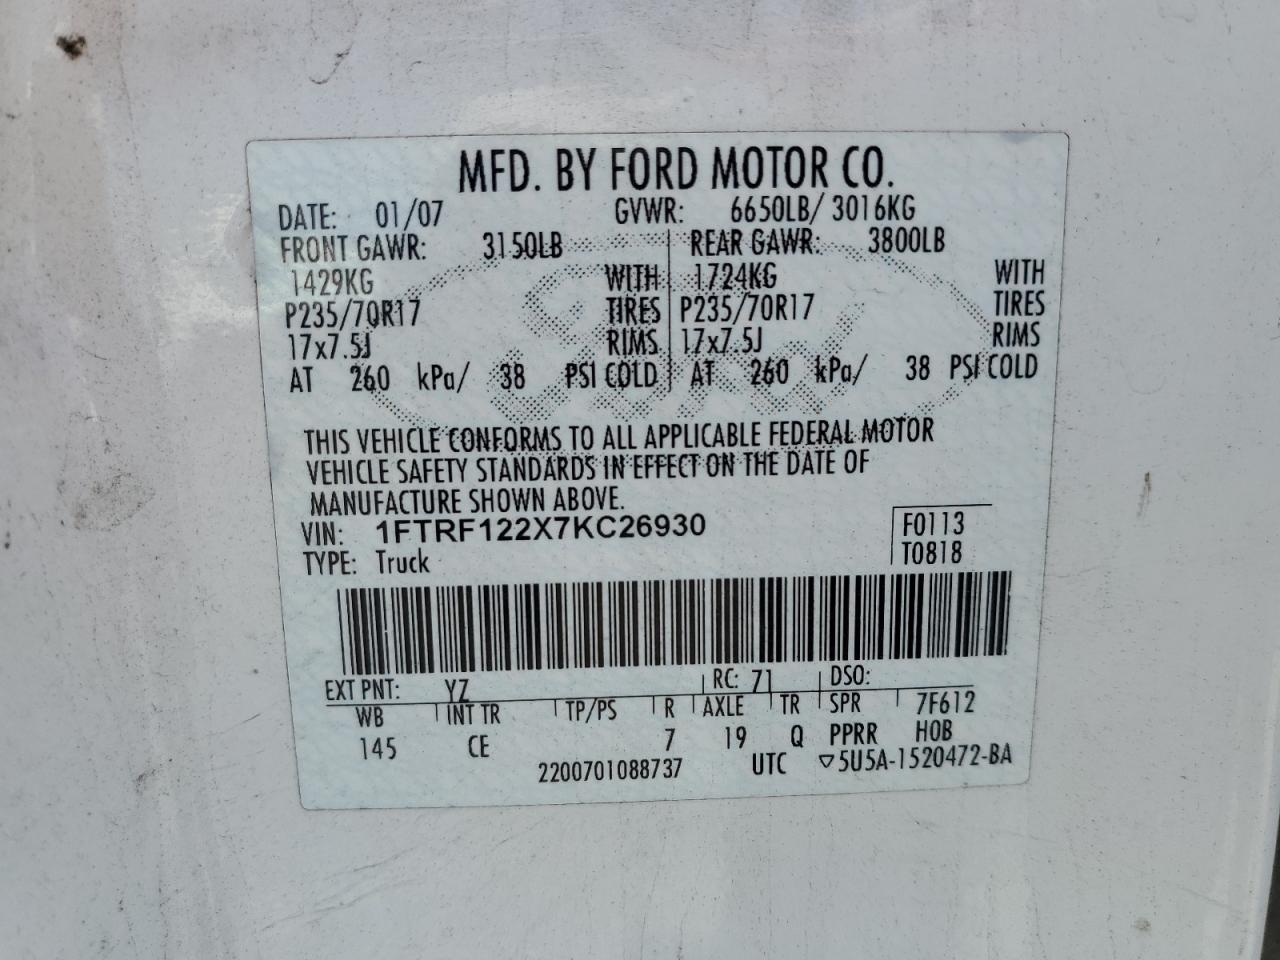 MFD. BY FORD MOTOR CO.
DATE: 01/07 GVWR: 6650LB/ 3016KG
FRONT GAWR: 3150LB REAR GAWR: 3800LB
1429KG WITH 1724KG WITH
P235/70R17 TIRES P235/70R17 TIRES
17x7.5J RIMS 17x7.5J RIMS
AT 260 kPa/ 38 PSI COLD AT 260 kPa/ 38 PSI COLD
THIS VEHICLE CONFORMS TO ALL APPLICABLE FEDERAL MOTOR
VEHICLE SAFETY STANDARDS IN EFFECT ON THE DATE OF
MANUFACTURE SHOWN ABOVE.
VIN: 1FTRF122X7KC26930 F0113
TYPE: Truck T0818
EXT PNT: YZ RC: 71 DSO:
WB INT TR TP/PS R AXLE TR SPR 7F612
145 CE 7 19 Q PPRR H0B
2200701088737 UTC ▽5U5A-1520472-BA